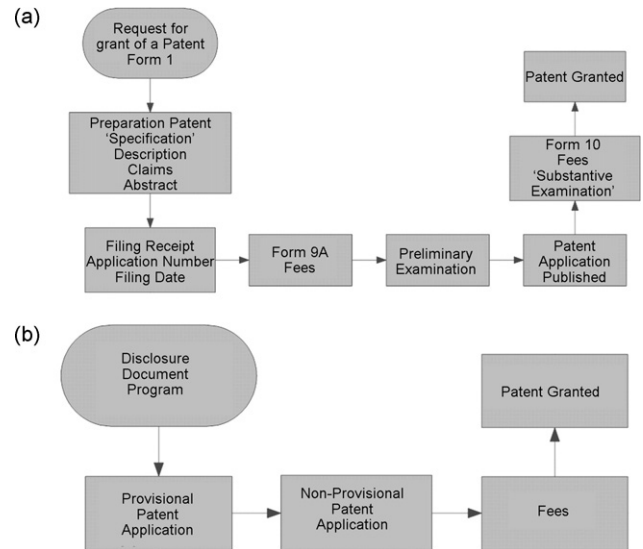 (a)
Request for
grant of a Patent
Form 1
Preparation Patent
‘Specification’
Description
Claims
Abstract
Filing Receipt
Application Number
Filing Date
Form 9A
Fees
Preliminary
Examination
Patent
Application
Published
Form 10
Fees
‘Substantive
Examination’
Patent Granted
(b)
Disclosure
Document
Program
Provisional
Patent
Application
Non-Provisional
Patent
Application
Fees
Patent Granted